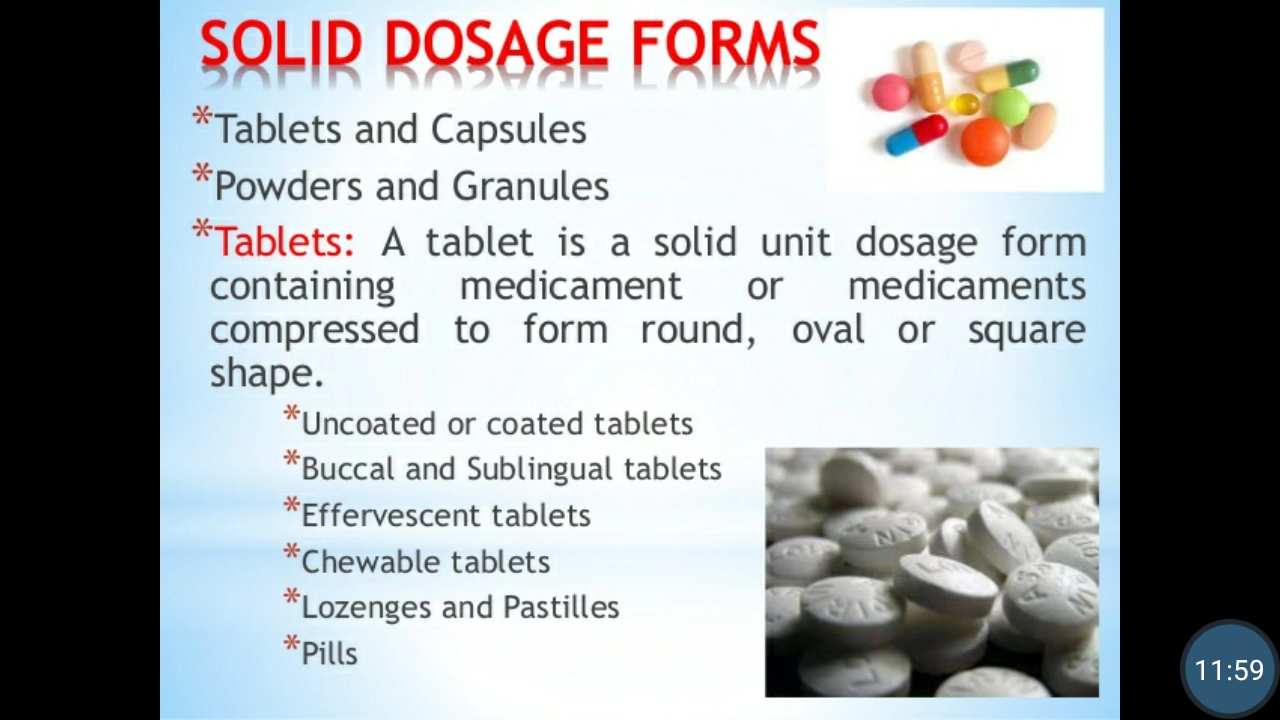 SOLID DOSAGE FORMS
*Tablets and Capsules
*Powders and Granules
*Tablets: A tablet is a solid unit dosage form
containing medicament or medicaments
compressed to form round, oval or square
shape.
*Uncoated or coated tablets
*Buccal and Sublingual tablets
*Effervescent tablets
*Chewable tablets
*Lozenges and Pastilles
*Pills
11:59